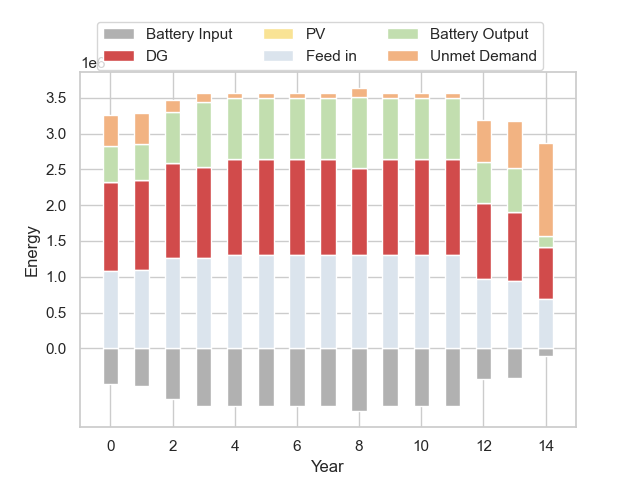 Battery Input PV Battery Output
DG Feed in Unmet Demand
1e6
3.5
3.0
2.5
2.0
1.5
1.0
0.5
0.0
Energy
0 2 4 6 8 10 12 14
Year